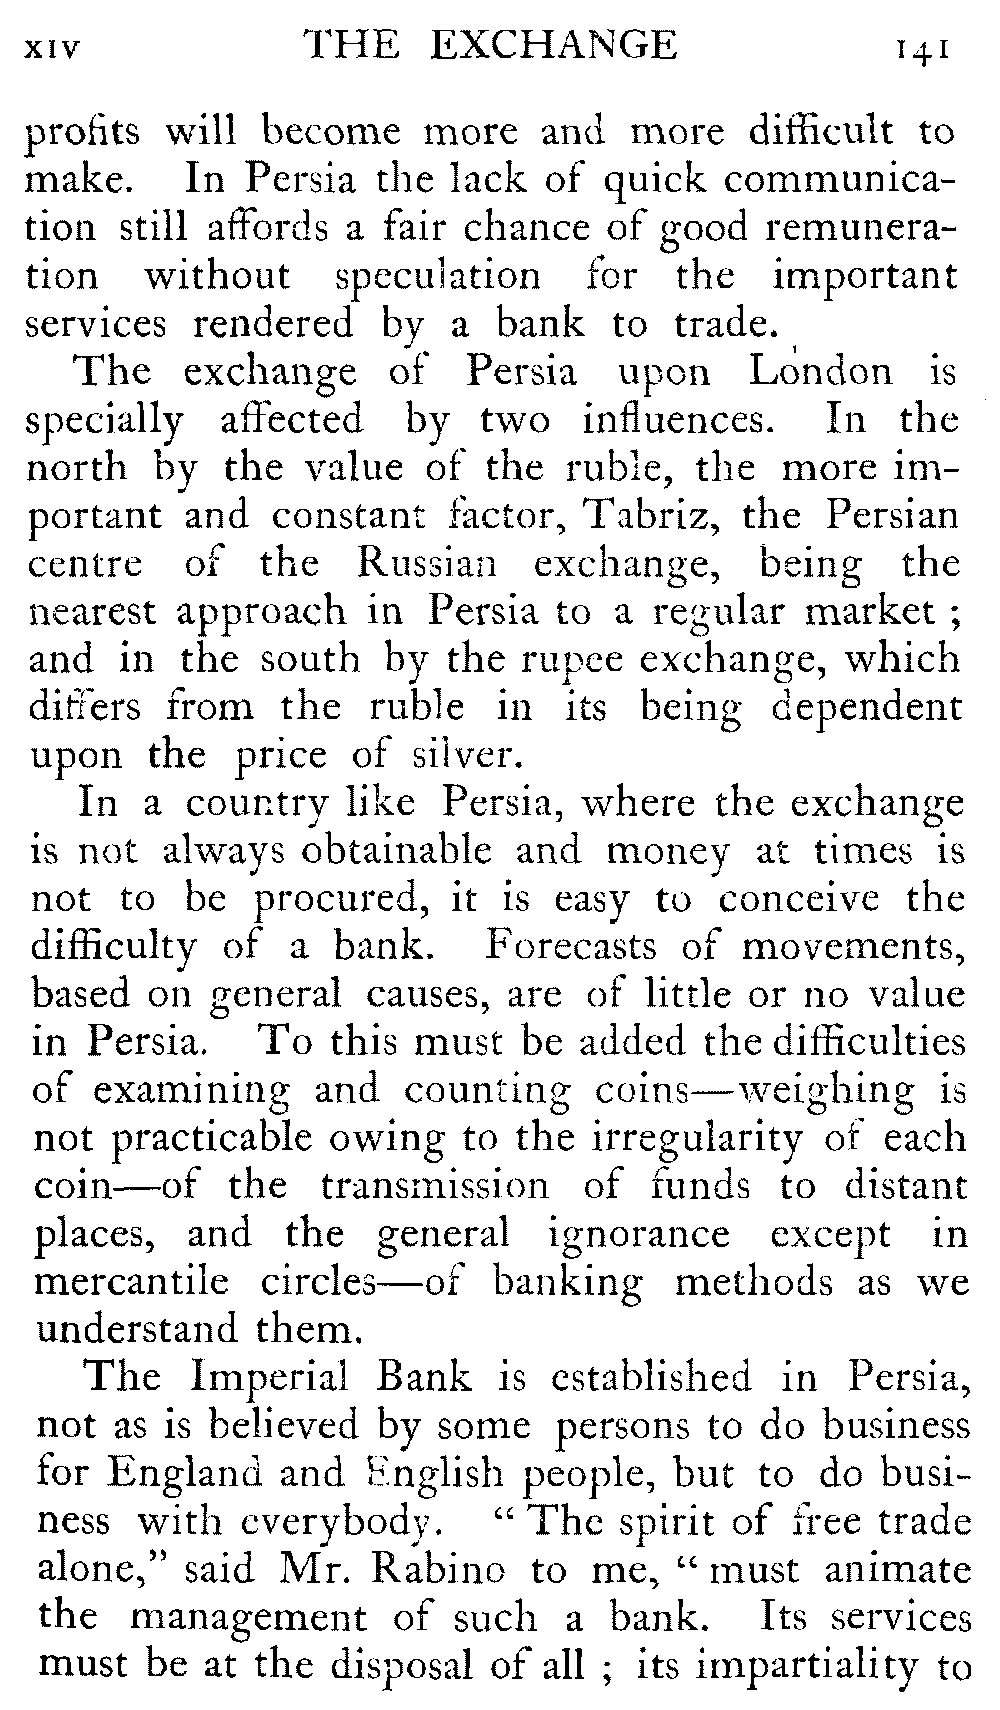 XIV THE EXCHANGE 141
profits will become more and more difficult to
make. In Persia the lack of quick communica-
tion still affords a fair chance of good remunera-
tion without speculation for the important
services rendered by a bank to trade.
The exchange of Persia upon London is
specially affected by two influences. In the
north by the value of the ruble, the more im-
portant and constant factor, Tabriz, the Persian
centre of the Russian exchange, being the
nearest approach in Persia to a regular market ;
and in the south by the rupee exchange, which
differs from the ruble in its being dependent
upon the price of silver.
In a country like Persia, where the exchange
is not always obtainable and money at times is
not to be procured, it is easy to conceive the
difficulty of a bank. Forecasts of movements,
based on general causes, are of little or no value
in Persia. To this must be added the difficulties
of examining and counting coins—weighing is
not practicable owing to the irregularity of each
coin—of the transmission of funds to distant
places, and the general ignorance except in
mercantile circles—of banking methods as we
understand them.
The Imperial Bank is established in Persia,
not as is believed by some persons to do business
for England and English people, but to do busi-
ness with everybody. “ The spirit of free trade
alone,” said Mr. Rabino to me, “ must animate
the management of such a bank. Its services
must be at the disposal of all ; its impartiality to